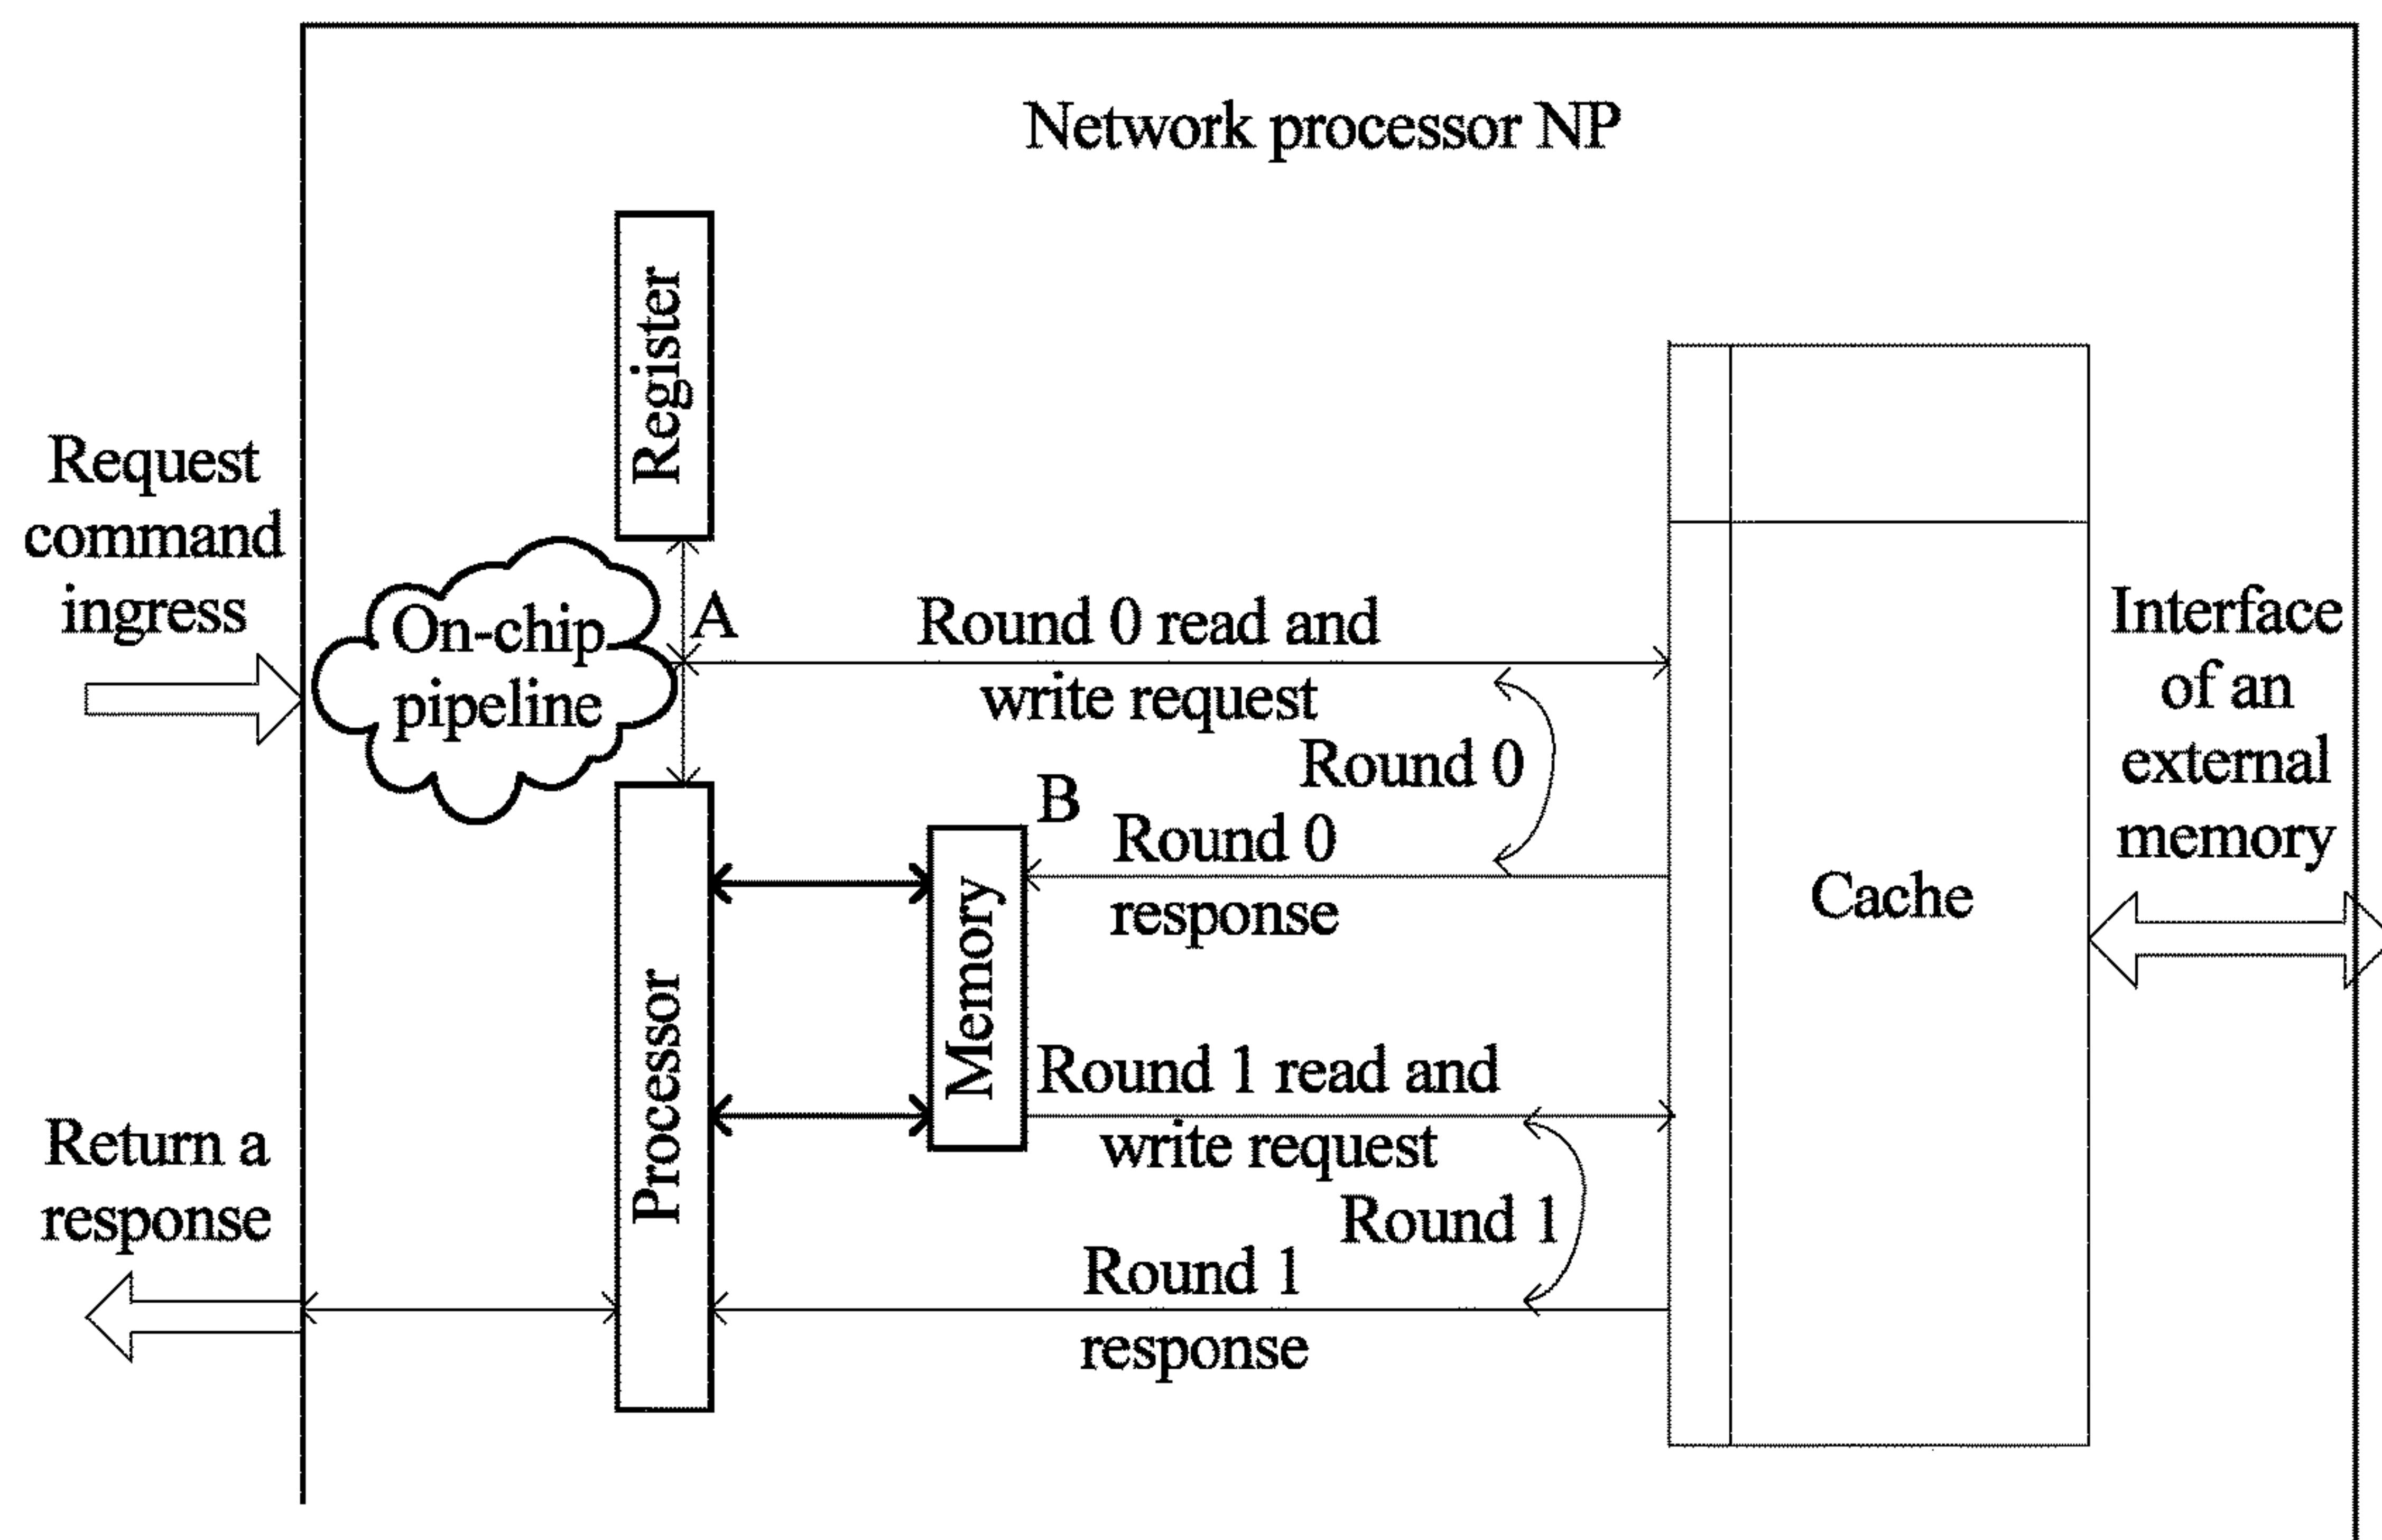 Network processor NP
Register
Request
command
ingress
On-chip
pipeline
A
Round 0 read and
write request
Round 0
B
Round 0
response
Memory
Processor
Round 1 read and
write request
Round 1
Round 1
response
Cache
Interface
of an
external
memory
Return a
response